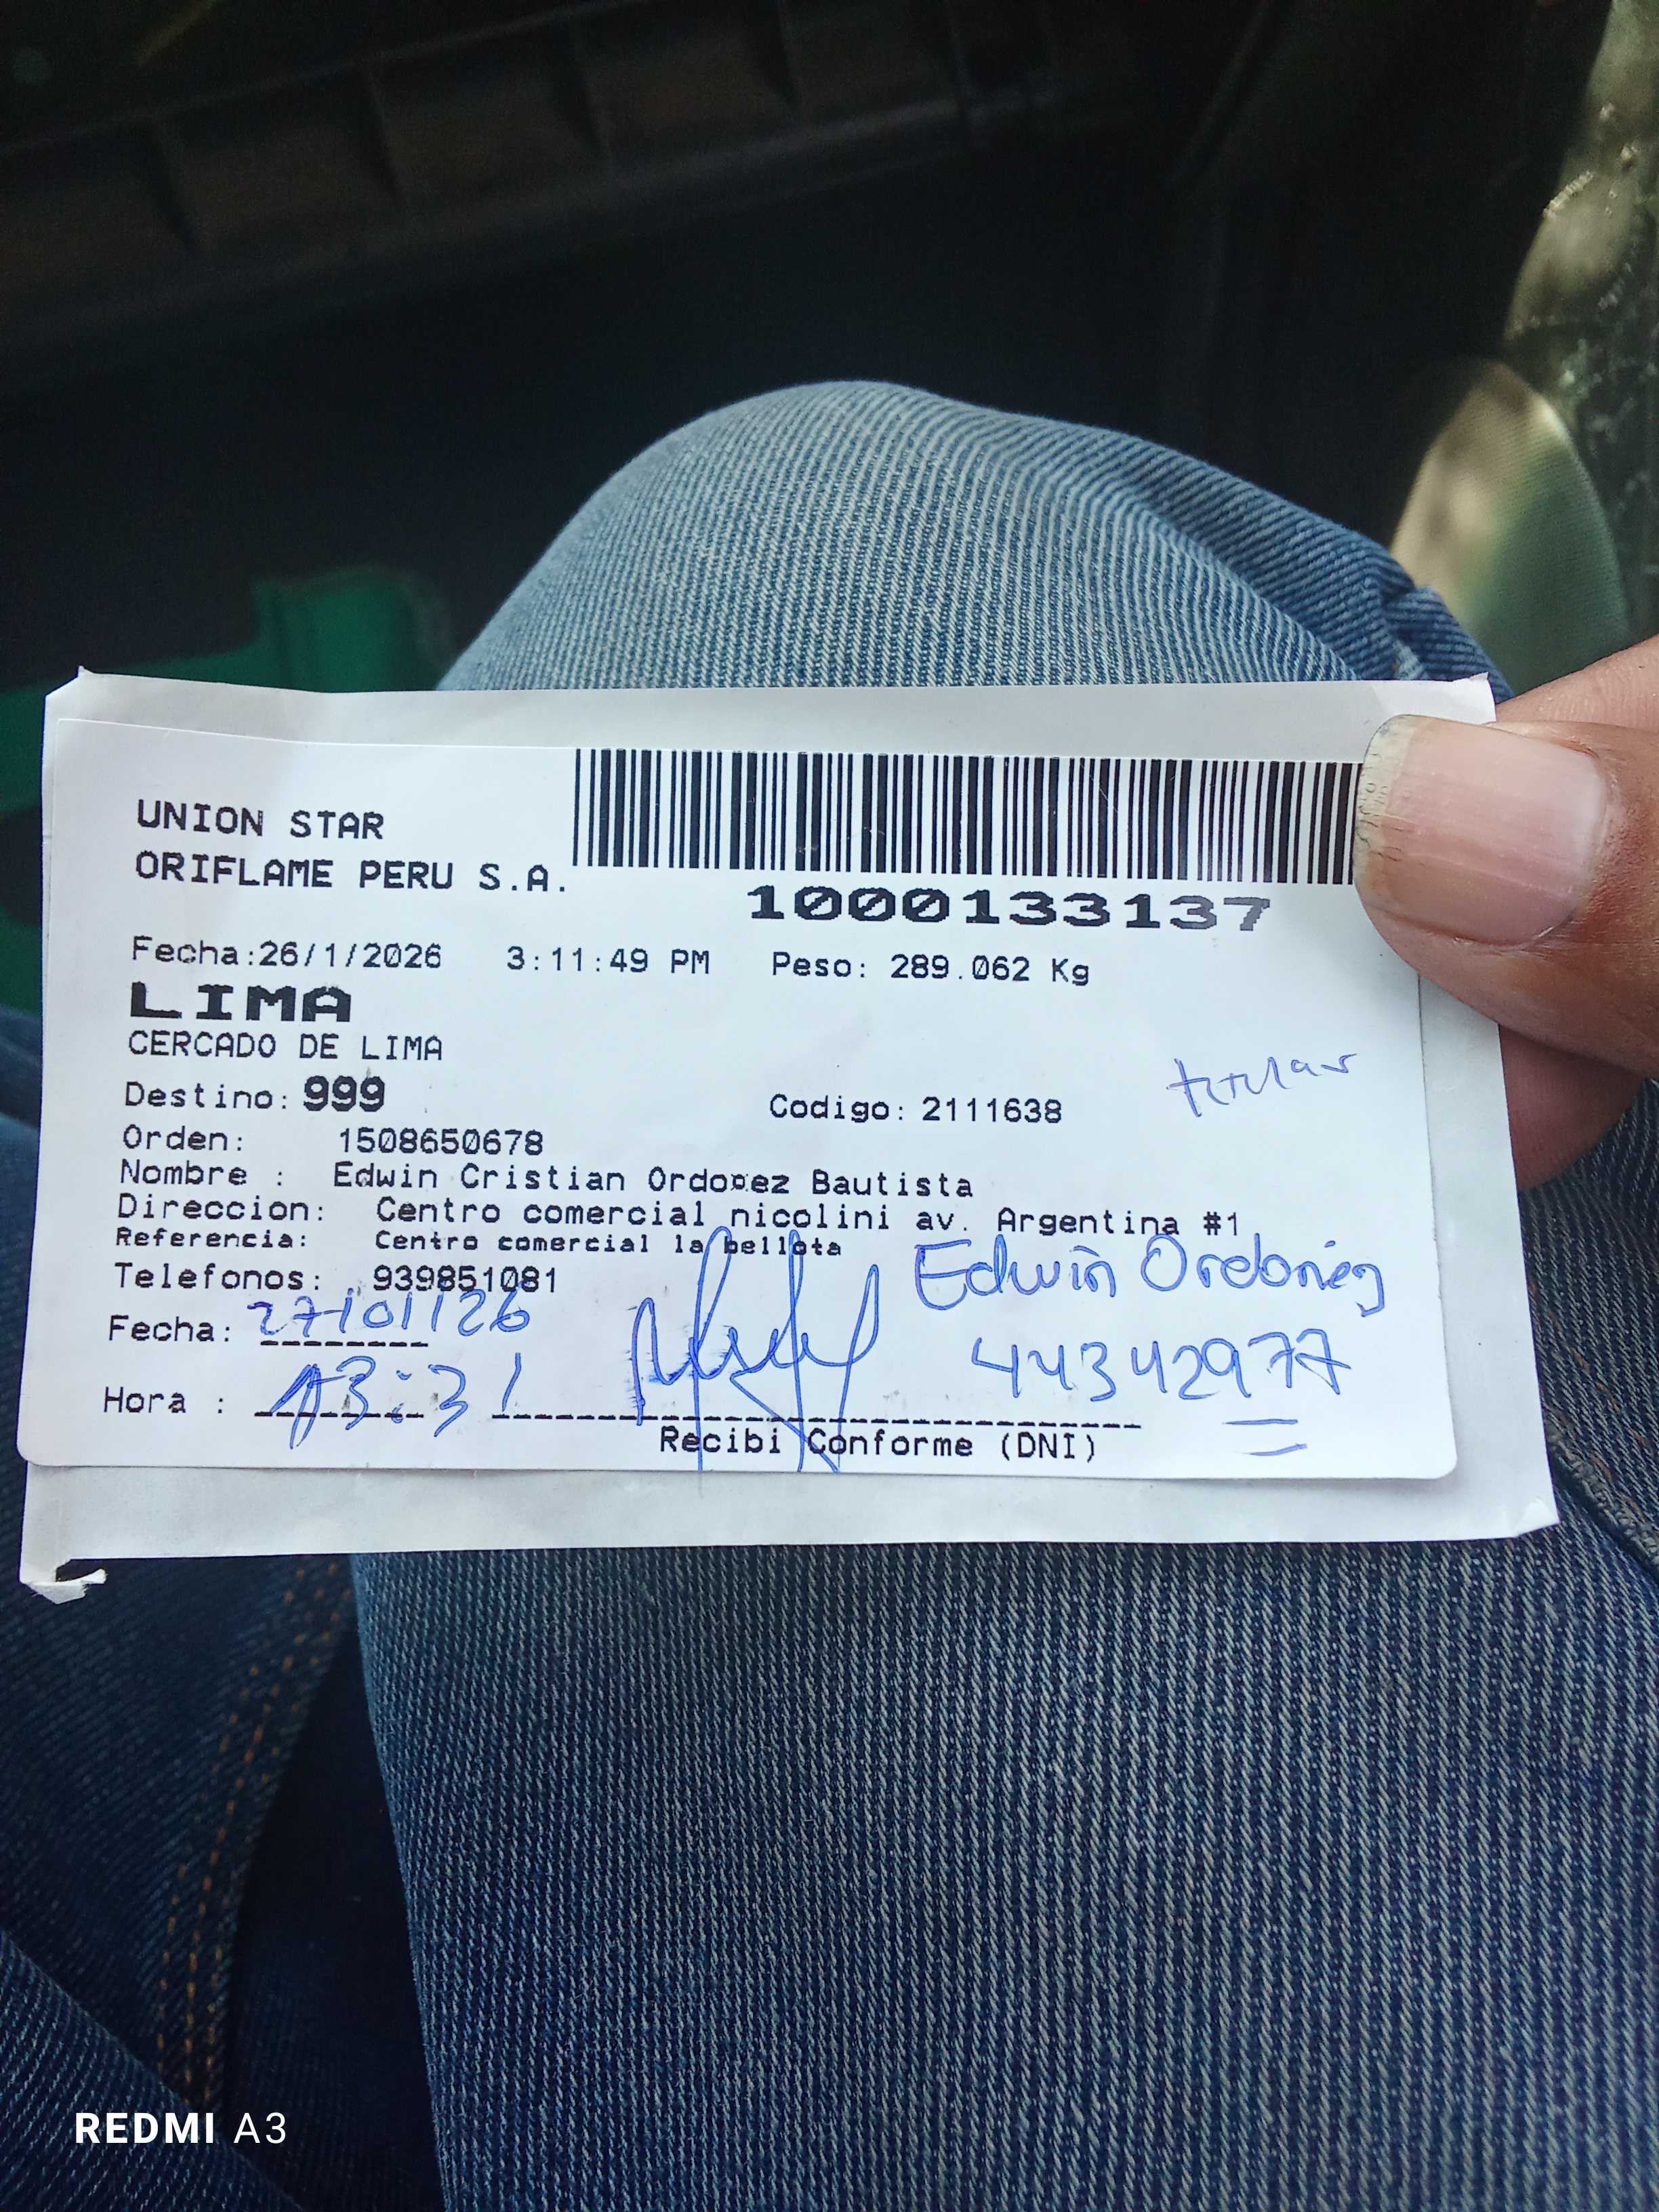 UNION STAR
ORIFLAME PERU S.A.
1000133137
Fecha:26/1/2026 3:11:49 PM Peso: 289.062 Kg
LIMA
CERCADO DE LIMA
Destino: 999 Codigo: 2111638 titular
Orden: 1508650678
Nombre : Edwin Cristian Ordoñez Bautista
Direccion: Centro comercial nicolini av. Argentina #1
Referencia: Centro comercial la bellota
Telefonos: 939851081 Edwin Ordoñez
Fecha: 27/01/26 44342977
Hora : 13:31
Recibi Conforme (DNI)
REDMI A3